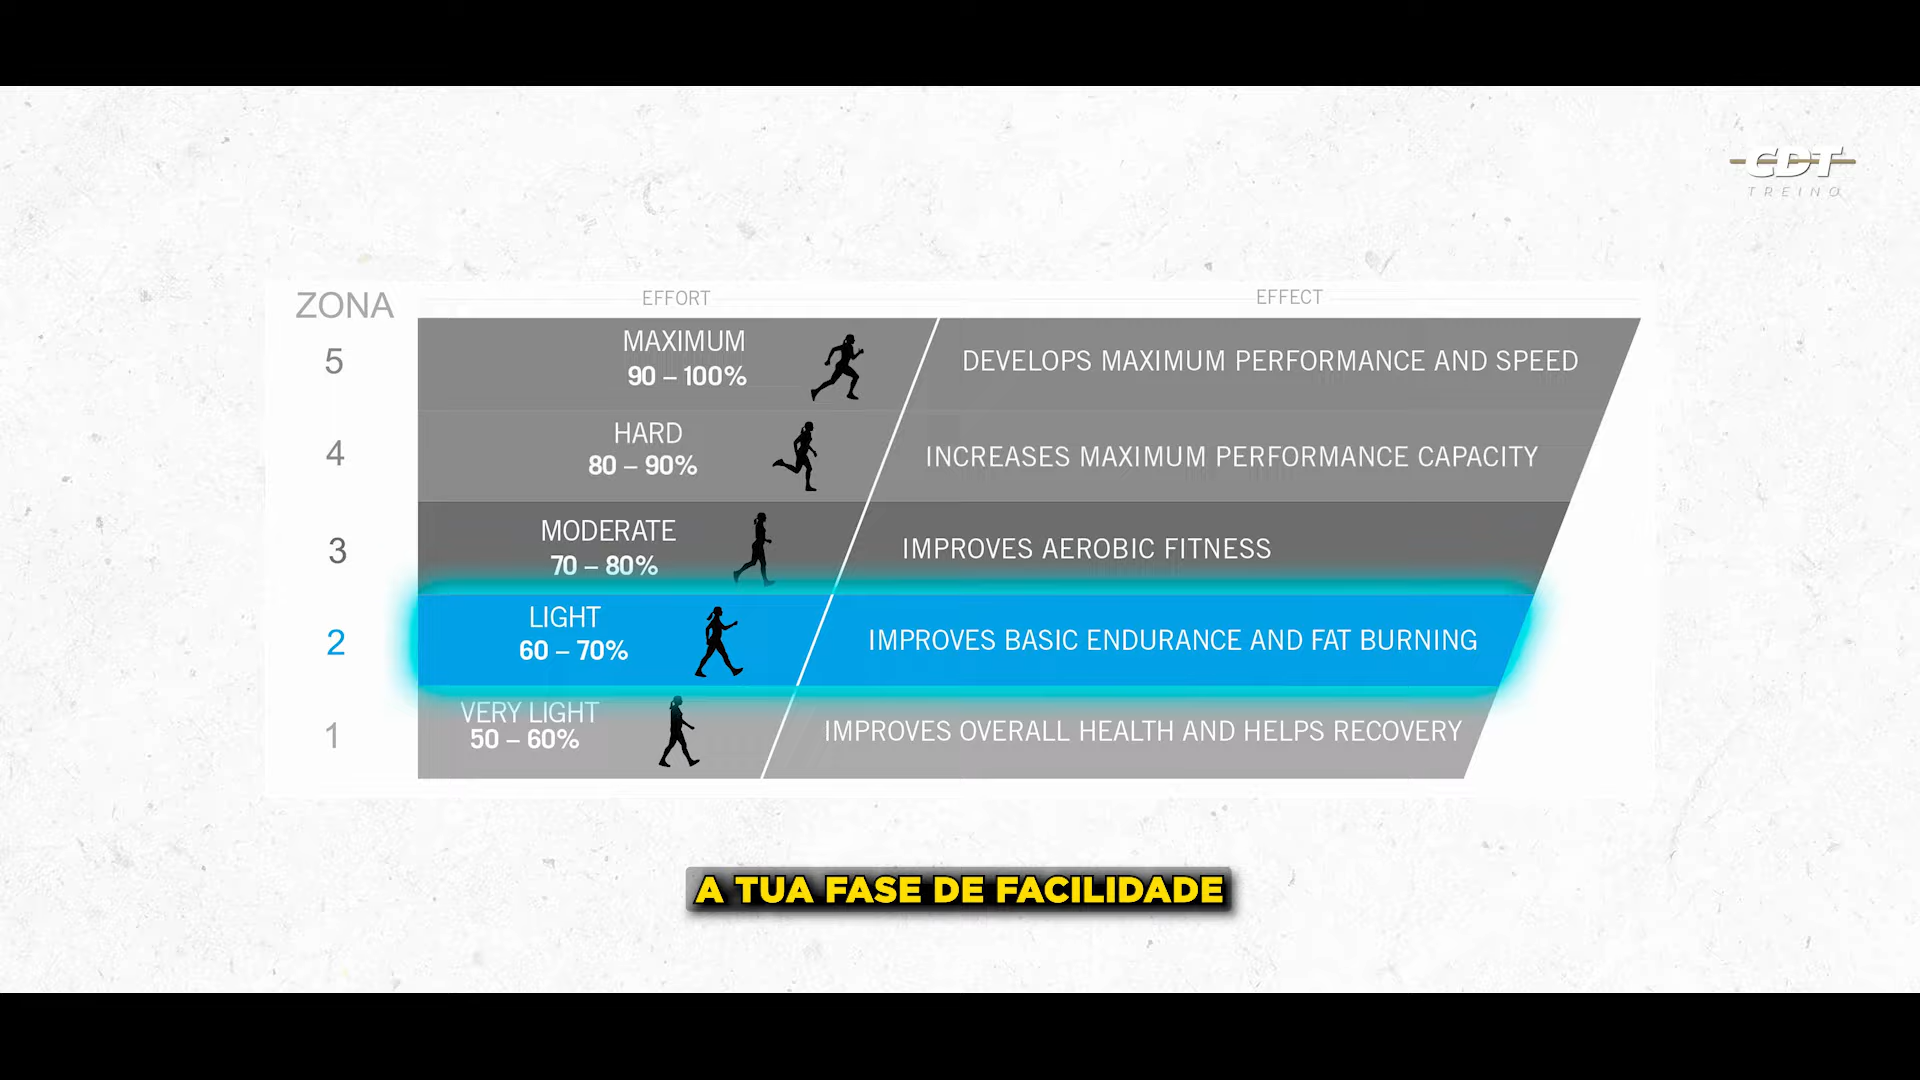 CDT
TREINO
ZONA
EFFORT
EFFECT
5
MAXIMUM
90 – 100%
DEVELOPS MAXIMUM PERFORMANCE AND SPEED
4
HARD
80 – 90%
INCREASES MAXIMUM PERFORMANCE CAPACITY
3
MODERATE
70 – 80%
IMPROVES AEROBIC FITNESS
2
LIGHT
60 – 70%
IMPROVES BASIC ENDURANCE AND FAT BURNING
1
VERY LIGHT
50 – 60%
IMPROVES OVERALL HEALTH AND HELPS RECOVERY
A TUA FASE DE FACILIDADE